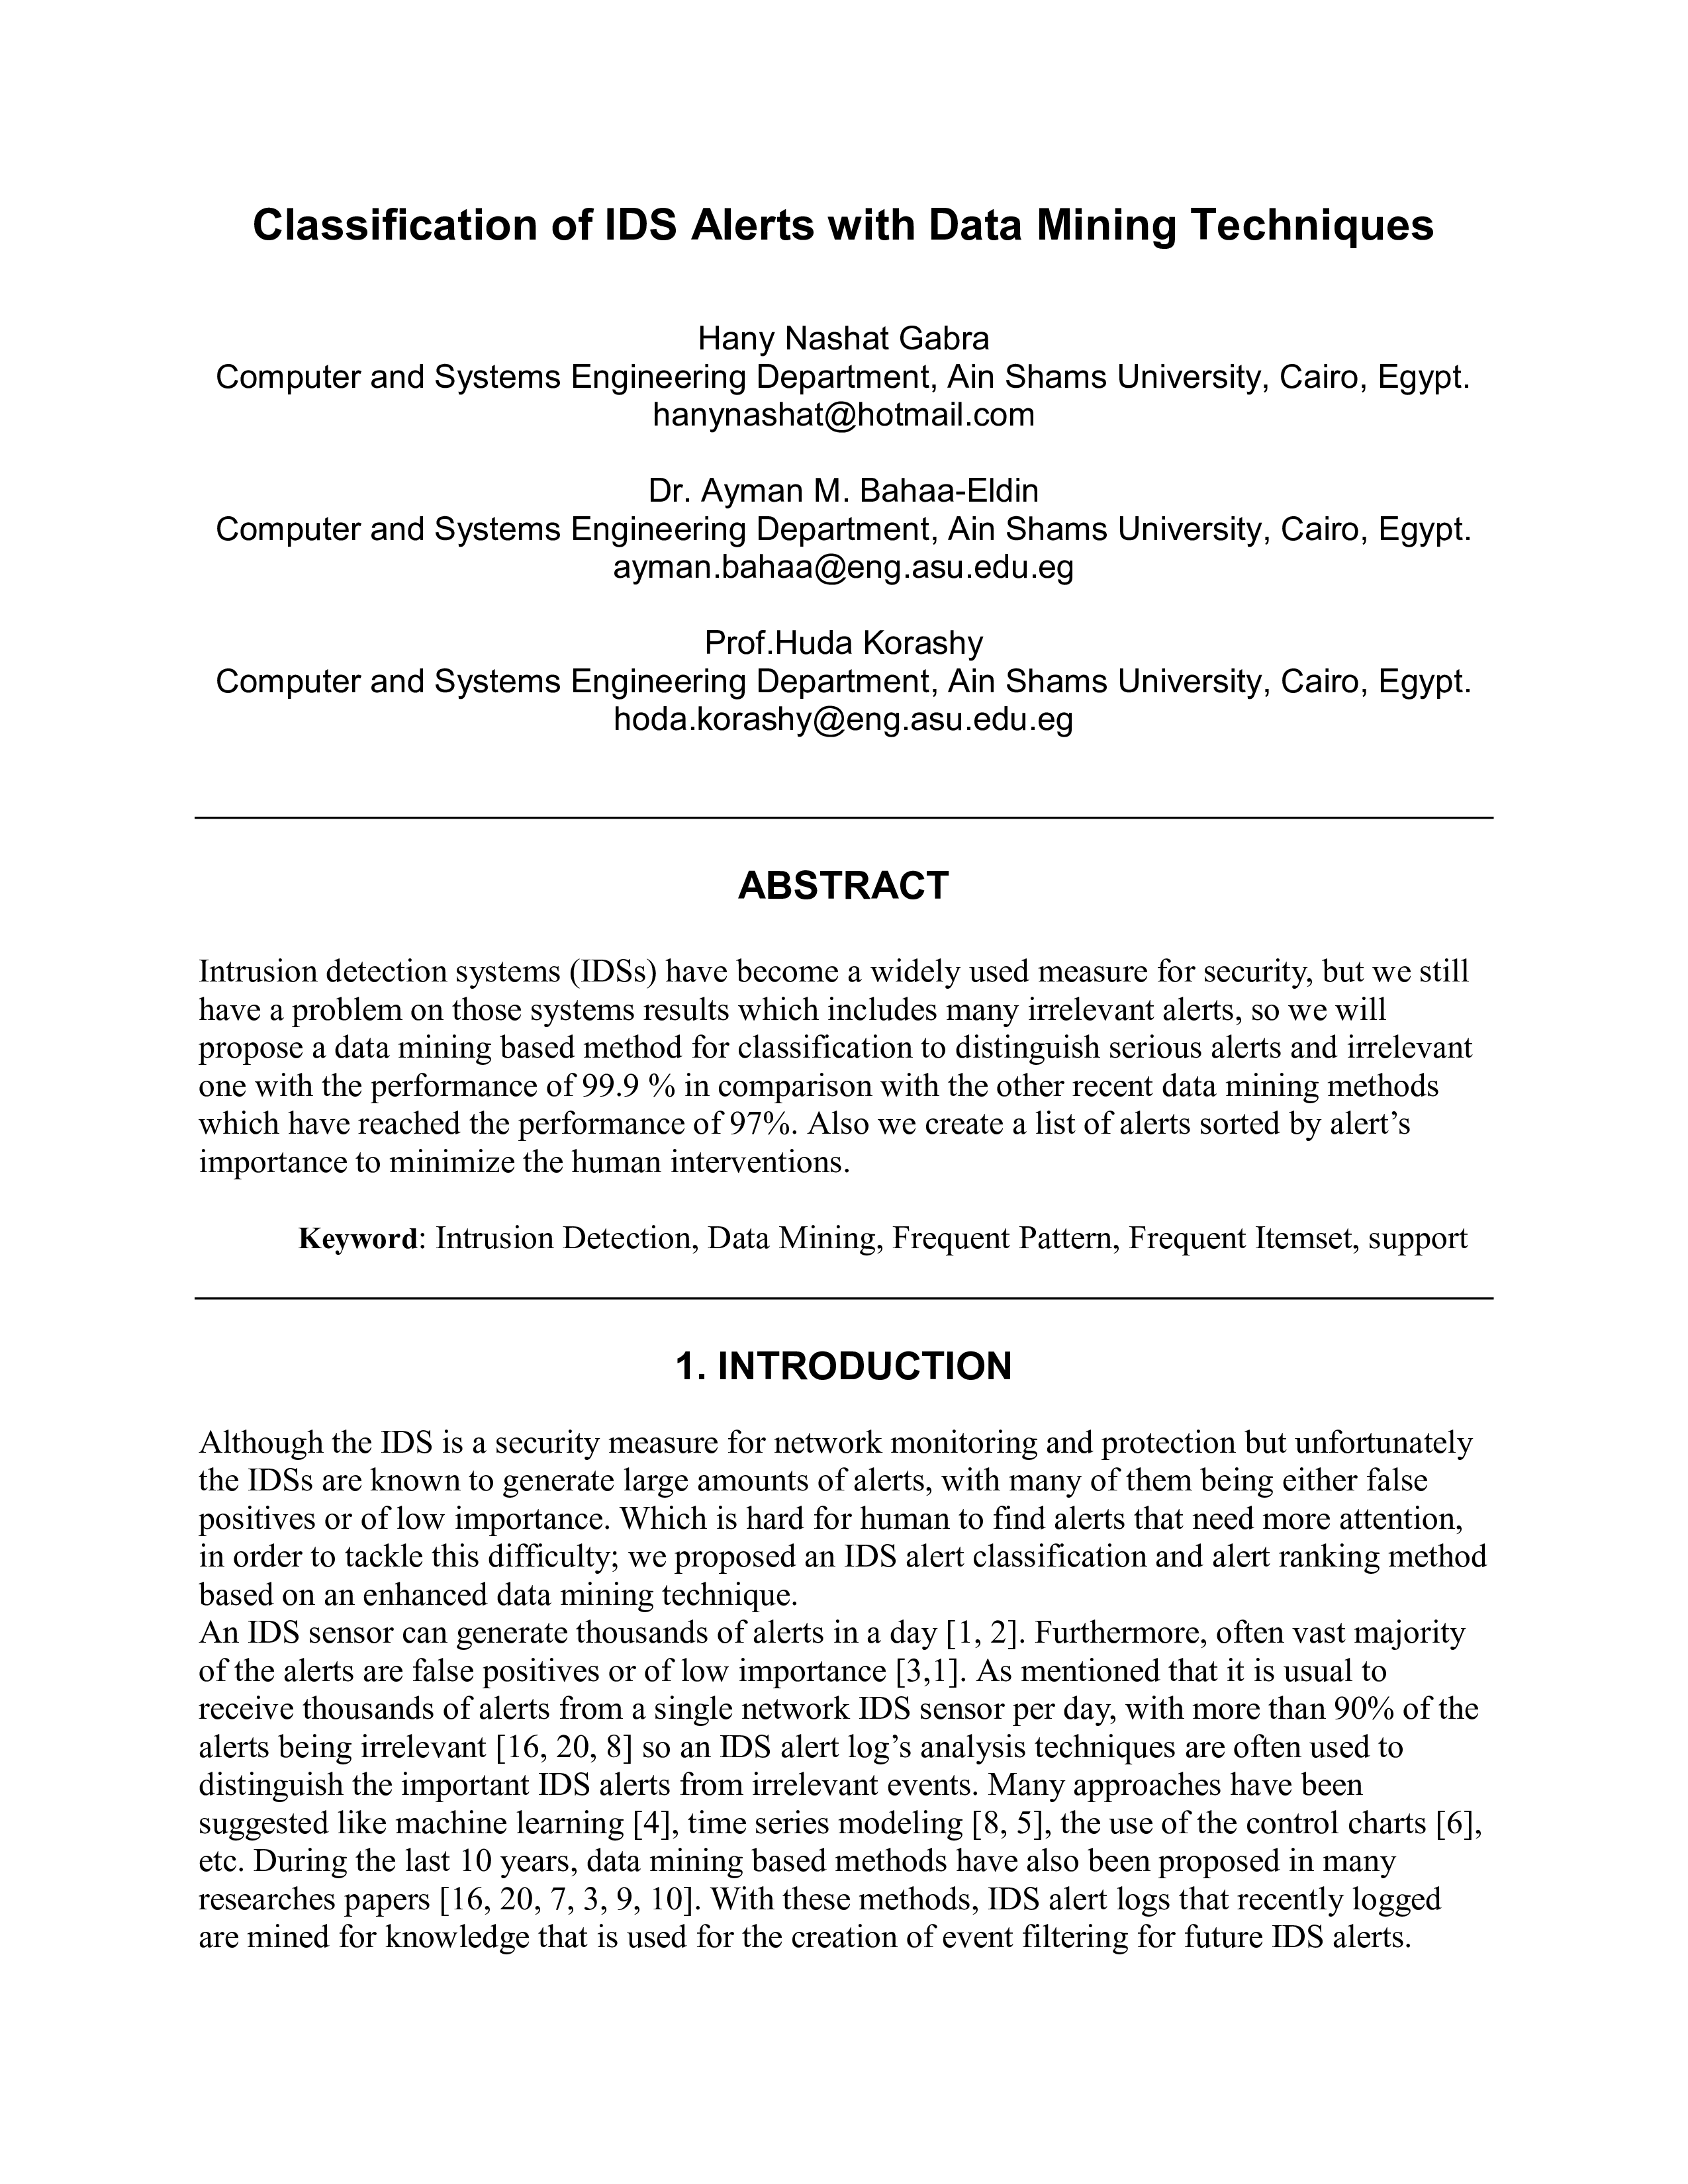 Classification of IDS Alerts with Data Mining Techniques
Hany Nashat Gabra
Computer and Systems Engineering Department, Ain Shams University, Cairo, Egypt.
hanynashat@hotmail.com
Dr. Ayman M. Bahaa-Eldin
Computer and Systems Engineering Department, Ain Shams University, Cairo, Egypt.
ayman.bahaa@eng.asu.edu.eg
Prof.Huda Korashy
Computer and Systems Engineering Department, Ain Shams University, Cairo, Egypt.
hoda.korashy@eng.asu.edu.eg
ABSTRACT
Intrusion detection systems (IDSs) have become a widely used measure for security, but we still
have a problem on those systems results which includes many irrelevant alerts, so we will
propose a data mining based method for classification to distinguish serious alerts and irrelevant
one with the performance of 99.9 % in comparison with the other recent data mining methods
which have reached the performance of 97%. Also we create a list of alerts sorted by alert’s
importance to minimize the human interventions.
Keyword: Intrusion Detection, Data Mining, Frequent Pattern, Frequent Itemset, support
1. INTRODUCTION
Although the IDS is a security measure for network monitoring and protection but unfortunately
the IDSs are known to generate large amounts of alerts, with many of them being either false
positives or of low importance. Which is hard for human to find alerts that need more attention,
in order to tackle this difficulty; we proposed an IDS alert classification and alert ranking method
based on an enhanced data mining technique.
An IDS sensor can generate thousands of alerts in a day [1, 2]. Furthermore, often vast majority
of the alerts are false positives or of low importance [3,1]. As mentioned that it is usual to
receive thousands of alerts from a single network IDS sensor per day, with more than 90% of the
alerts being irrelevant [16, 20, 8] so an IDS alert log’s analysis techniques are often used to
distinguish the important IDS alerts from irrelevant events. Many approaches have been
suggested like machine learning [4], time series modeling [8, 5], the use of the control charts [6],
etc. During the last 10 years, data mining based methods have also been proposed in many
researches papers [16, 20, 7, 3, 9, 10]. With these methods, IDS alert logs that recently logged
are mined for knowledge that is used for the creation of event filtering for future IDS alerts.